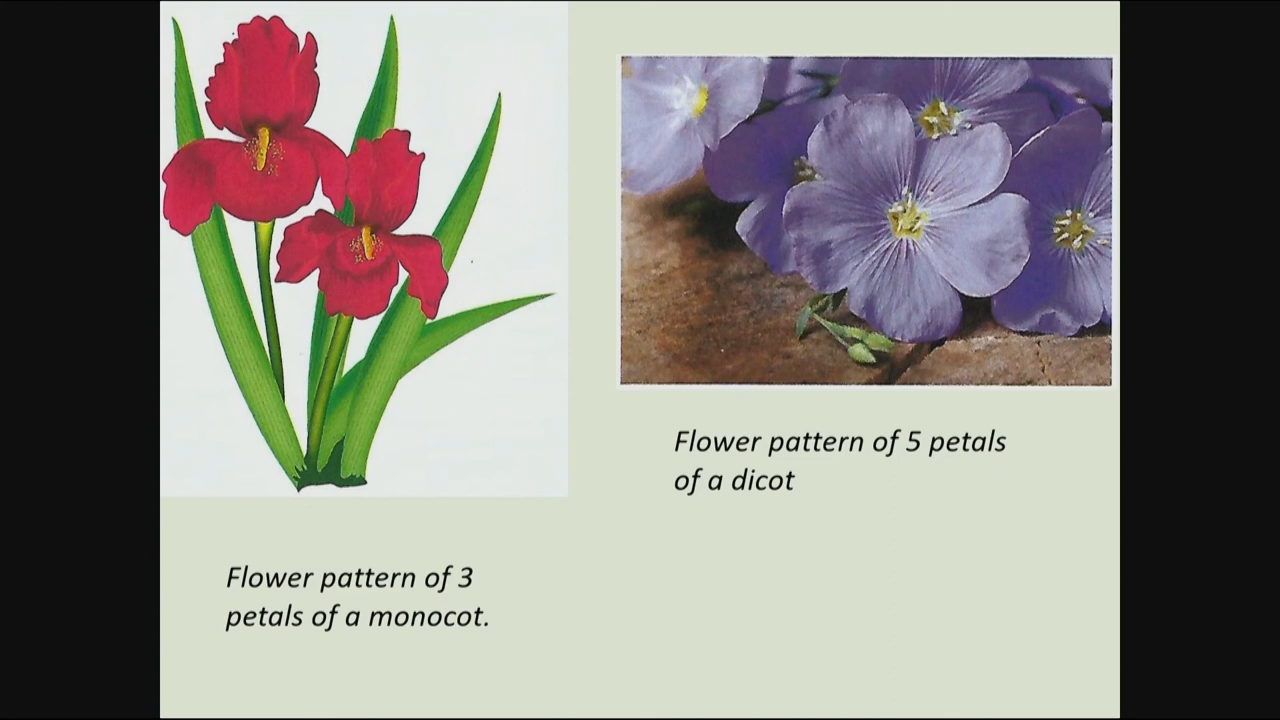 Flower pattern of 5 petals
of a dicot
Flower pattern of 3
petals of a monocot.